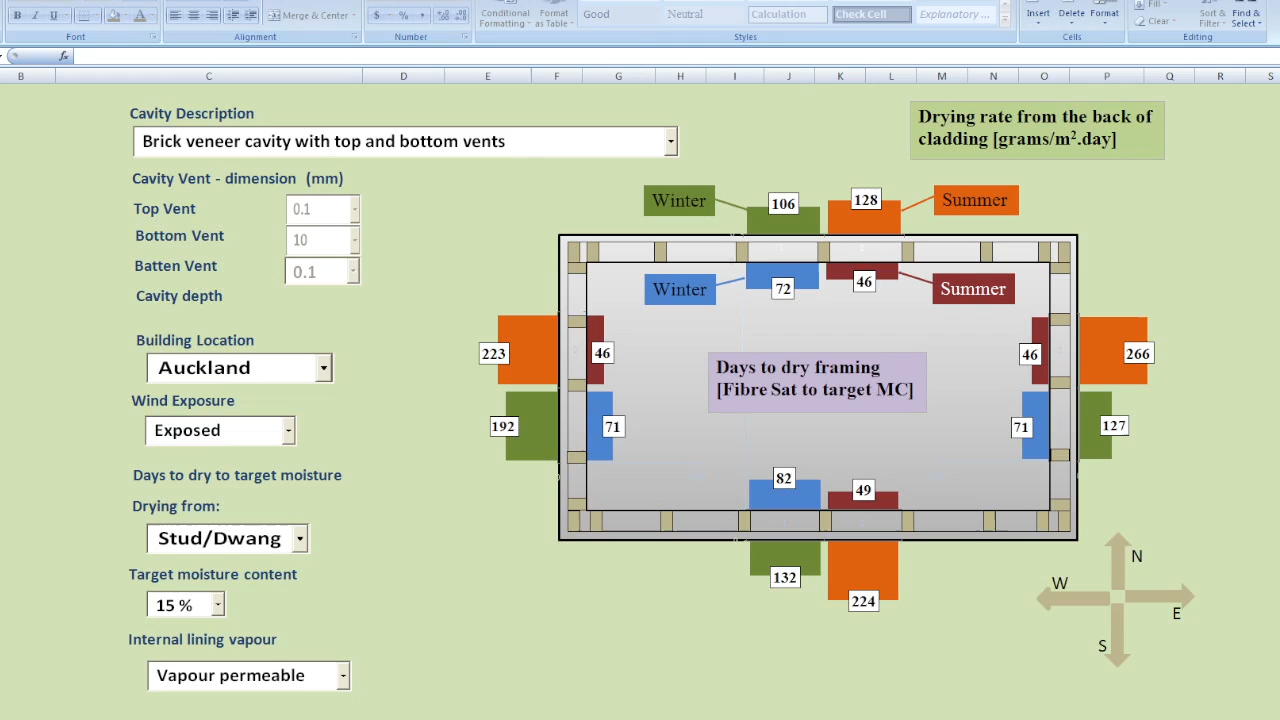 B I U
Merge & Center
$ % ,
Conditional Formatting
Format as Table
Good
Neutral
Calculation
Check Cell
Explanatory ...
Insert
Delete
Format
Fill
Clear
Sort & Filter
Find & Select
Font
Alignment
Number
Styles
Cells
Editing
fx
B C D E F G H I J K L M N O P Q R S
Cavity Description
Brick veneer cavity with top and bottom vents
Drying rate from the back of
cladding [grams/m².day]
Cavity Vent - dimension (mm)
Top Vent
0.1
Bottom Vent
10
Batten Vent
0.1
Cavity depth
Building Location
Auckland
Wind Exposure
Exposed
Days to dry to target moisture
Drying from:
Stud/Dwang
Target moisture content
15 %
Internal lining vapour
Vapour permeable
Winter
106
128
Summer
Winter
72
46
Summer
223
46
46
266
Days to dry framing
[Fibre Sat to target MC]
192
71
71
127
82
49
132
224
N
W
E
S